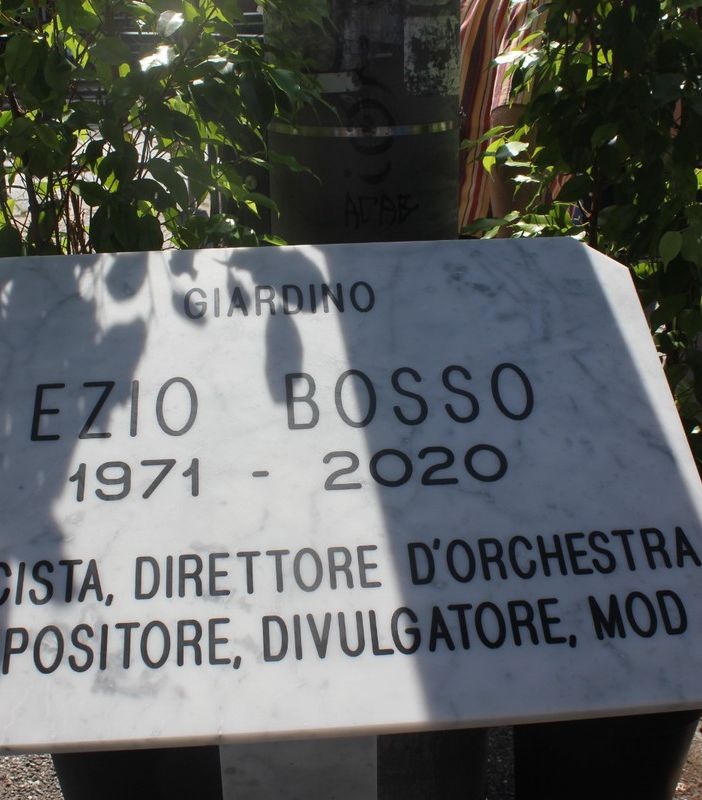 ACAB
GIARDINO
EZIO BOSSO
1971 - 2020
CISTA, DIRETTORE D'ORCHESTRA
POSITORE, DIVULGATORE, MOD